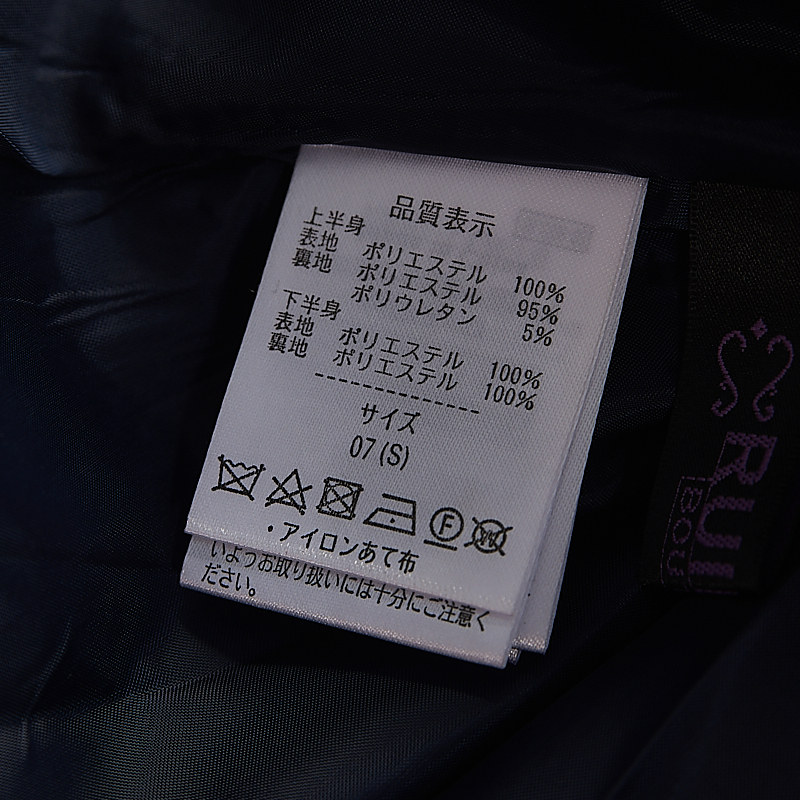 品質表示
上半身
表地 ポリエステル 100%
裏地 ポリエステル 95%
ポリウレタン 5%
下半身
表地 ポリエステル 100%
裏地 ポリエステル 100%
サイズ
07(S)
F
W
・アイロンあて布
いようお取り扱いには十分にご注意く
ださい。
RU
BOU